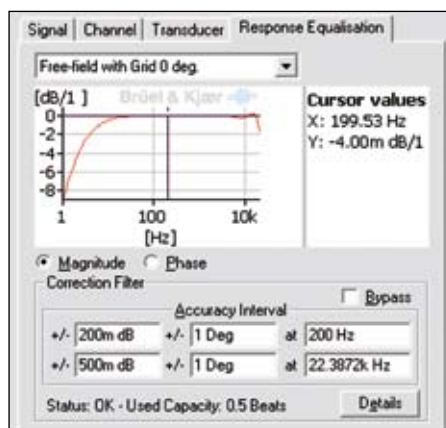 Signal Channel Transducer Response Equalisation
Free-field with Grid 0 deg.
[dB/1 ] Brüel & Kjær
0
-2
-4
-6
-8
1 100 10k
[Hz]
Cursor values
X: 199.53 Hz
Y: -4.00m dB/1
Magnitude Phase
Correction Filter
Bypass
Accuracy Interval
+/- 200m dB +/- 1 Deg at 200 Hz
+/- 500m dB +/- 1 Deg at 22.3872k Hz
Status: OK - Used Capacity: 0.5 Beats Details